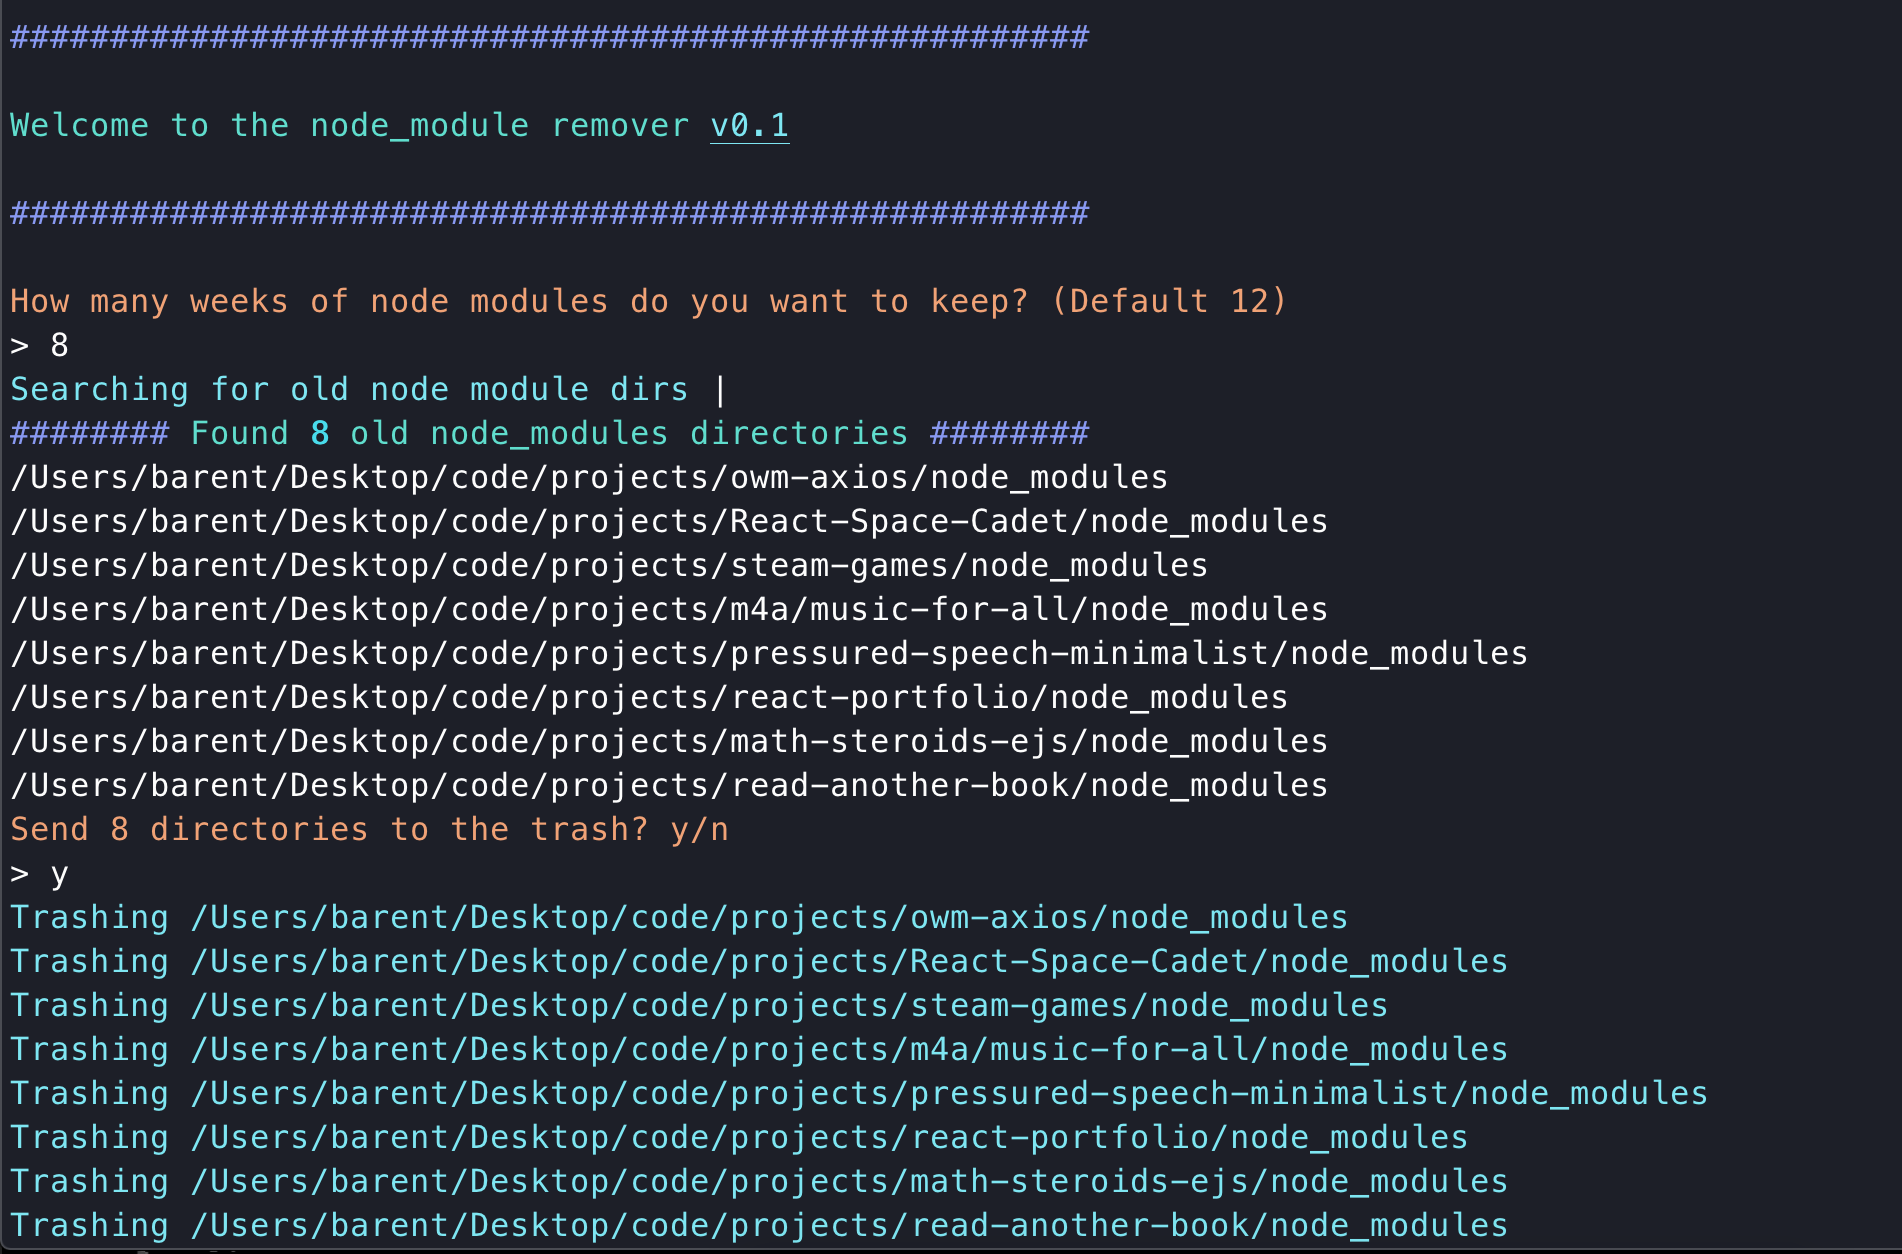 ######################################################
Welcome to the node_module remover v0.1
######################################################
How many weeks of node modules do you want to keep? (Default 12)
> 8
Searching for old node module dirs |
######## Found 8 old node_modules directories ########
/Users/barent/Desktop/code/projects/owm-axios/node_modules
/Users/barent/Desktop/code/projects/React-Space-Cadet/node_modules
/Users/barent/Desktop/code/projects/steam-games/node_modules
/Users/barent/Desktop/code/projects/m4a/music-for-all/node_modules
/Users/barent/Desktop/code/projects/pressured-speech-minimalist/node_modules
/Users/barent/Desktop/code/projects/react-portfolio/node_modules
/Users/barent/Desktop/code/projects/math-steroids-ejs/node_modules
/Users/barent/Desktop/code/projects/read-another-book/node_modules
Send 8 directories to the trash? y/n
> y
Trashing /Users/barent/Desktop/code/projects/owm-axios/node_modules
Trashing /Users/barent/Desktop/code/projects/React-Space-Cadet/node_modules
Trashing /Users/barent/Desktop/code/projects/steam-games/node_modules
Trashing /Users/barent/Desktop/code/projects/m4a/music-for-all/node_modules
Trashing /Users/barent/Desktop/code/projects/pressured-speech-minimalist/node_modules
Trashing /Users/barent/Desktop/code/projects/react-portfolio/node_modules
Trashing /Users/barent/Desktop/code/projects/math-steroids-ejs/node_modules
Trashing /Users/barent/Desktop/code/projects/read-another-book/node_modules